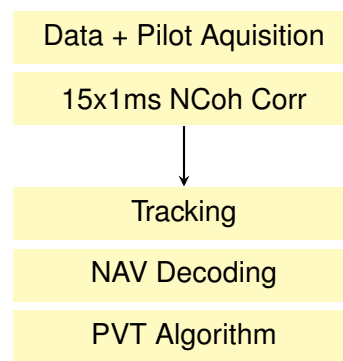 Data + Pilot Aquisition
15x1ms NCoh Corr
Tracking
NAV Decoding
PVT Algorithm